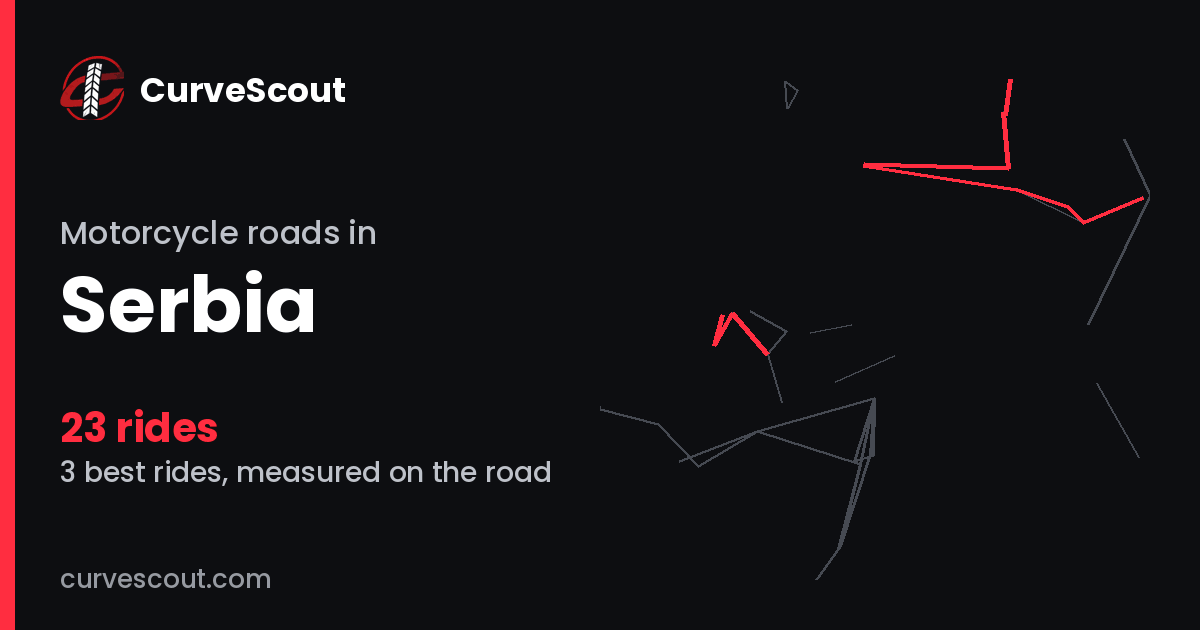 CurveScout
Motorcycle roads in
Serbia
23 rides
3 best rides, measured on the road
curvescout.com